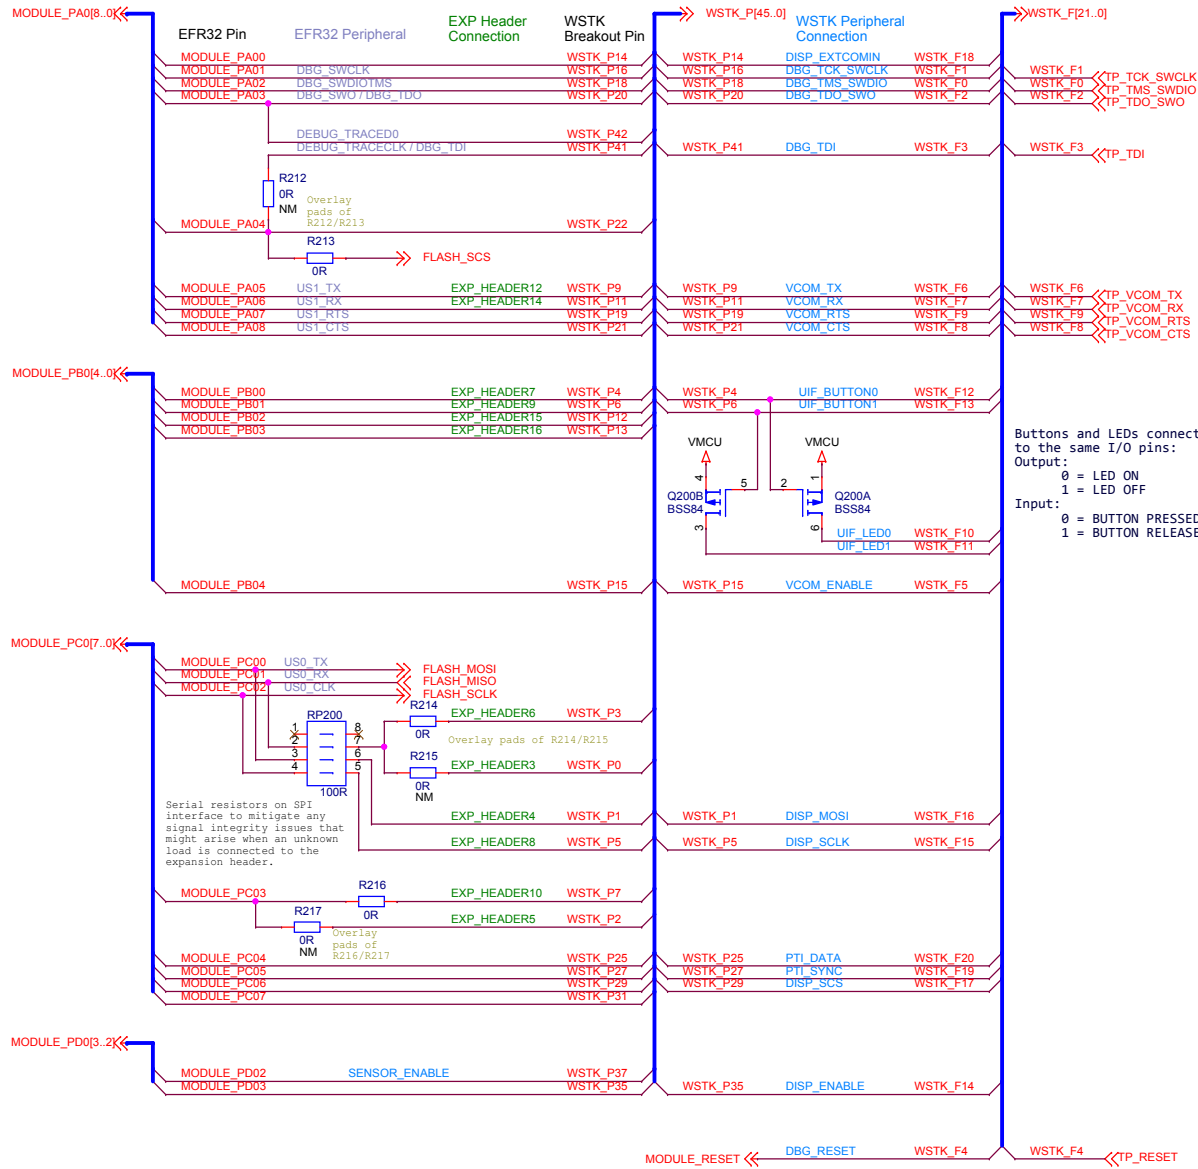 MODULE_PA0[8..0] WSTK_P[45..0] WSTK_F[21..0]
EFR32 Pin EFR32 Peripheral EXP Header Connection WSTK Breakout Pin WSTK Peripheral Connection
MODULE_PA00 WSTK_P14 WSTK_P14 DISP_EXTCOMIN WSTK_F18
MODULE_PA01 DBG_SWCLK WSTK_P16 WSTK_P16 DBG_TCK_SWCLK WSTK_F1 WSTK_F1 TP_TCK_SWCLK
MODULE_PA02 DBG_SWDIOTMS WSTK_P18 WSTK_P18 DBG_TMS_SWDIO WSTK_F0 WSTK_F0 TP_TMS_SWDIO
MODULE_PA03 DBG_SWO / DBG_TDO WSTK_P20 WSTK_P20 DBG_TDO_SWO WSTK_F2 WSTK_F2 TP_TDO_SWO
DEBUG_TRACED0 WSTK_P42
DEBUG_TRACECLK / DBG_TDI WSTK_P41 WSTK_P41 DBG_TDI WSTK_F3 WSTK_F3 TP_TDI
R212
0R
NM
Overlay
pads of
R212/R213
MODULE_PA04 WSTK_P22
R213
0R
FLASH_SCS
MODULE_PA05 US1_TX EXP_HEADER12 WSTK_P9 WSTK_P9 VCOM_TX WSTK_F6 WSTK_F6 TP_VCOM_TX
MODULE_PA06 US1_RX EXP_HEADER14 WSTK_P11 WSTK_P11 VCOM_RX WSTK_F7 WSTK_F7 TP_VCOM_RX
MODULE_PA07 US1_RTS WSTK_P19 WSTK_P19 VCOM_RTS WSTK_F9 WSTK_F9 TP_VCOM_RTS
MODULE_PA08 US1_CTS WSTK_P21 WSTK_P21 VCOM_CTS WSTK_F8 WSTK_F8 TP_VCOM_CTS
MODULE_PB0[4..0]
MODULE_PB00 EXP_HEADER7 WSTK_P4 WSTK_P4 UIF_BUTTON0 WSTK_F12
MODULE_PB01 EXP_HEADER9 WSTK_P6 WSTK_P6 UIF_BUTTON1 WSTK_F13
MODULE_PB02 EXP_HEADER15 WSTK_P12
MODULE_PB03 EXP_HEADER16 WSTK_P13
VMCU VMCU
4 5 2 1
Q200B
BSS84
3
Q200A
BSS84
6
Buttons and LEDs connect
to the same I/O pins:
Output:
0 = LED ON
1 = LED OFF
Input:
0 = BUTTON PRESSED
1 = BUTTON RELEASE
UIF_LED0 WSTK_F10
UIF_LED1 WSTK_F11
MODULE_PB04 WSTK_P15 WSTK_P15 VCOM_ENABLE WSTK_F5
MODULE_PC0[7..0]
MODULE_PC00 US0_TX FLASH_MOSI
MODULE_PC01 US0_RX FLASH_MISO
MODULE_PC02 US0_CLK FLASH_SCLK
RP200
1 8
2 7
3 6
4 5
100R
R214
0R
EXP_HEADER6 WSTK_P3
Overlay pads of R214/R215
R215
0R
NM
EXP_HEADER3 WSTK_P0
Serial resistors on SPI
interface to mitigate any
signal integrity issues that
might arise when an unknown
load is connected to the
expansion header.
EXP_HEADER4 WSTK_P1 WSTK_P1 DISP_MOSI WSTK_F16
EXP_HEADER8 WSTK_P5 WSTK_P5 DISP_SCLK WSTK_F15
MODULE_PC03
R216
0R
EXP_HEADER10 WSTK_P7
R217
0R
NM
EXP_HEADER5 WSTK_P2
Overlay
pads of
R216/R217
MODULE_PC04 WSTK_P25 WSTK_P25 PTI_DATA WSTK_F20
MODULE_PC05 WSTK_P27 WSTK_P27 PTI_SYNC WSTK_F19
MODULE_PC06 WSTK_P29 WSTK_P29 DISP_SCS WSTK_F17
MODULE_PC07 WSTK_P31
MODULE_PD0[3..2]
MODULE_PD02 SENSOR_ENABLE WSTK_P37
MODULE_PD03 WSTK_P35 WSTK_P35 DISP_ENABLE WSTK_F14
MODULE_RESET DBG_RESET WSTK_F4 WSTK_F4 TP_RESET